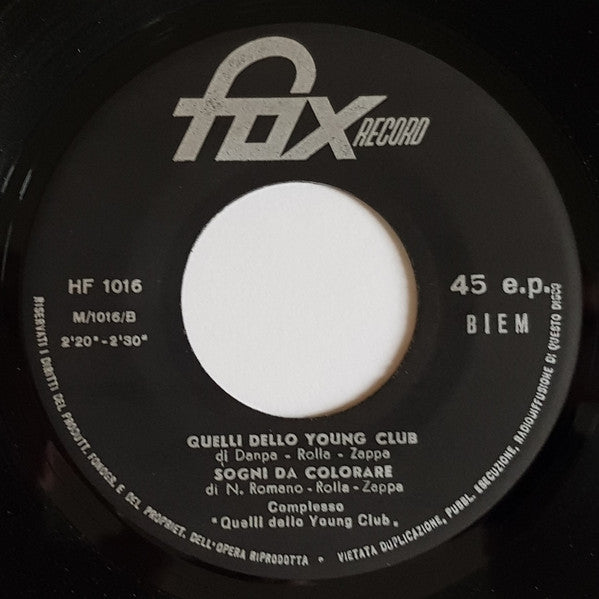 fox RECORD
HF 1016
45 e.p.
M/1016/B
BIEM
2'20" - 2'30"
QUELLI DELLO YOUNG CLUB
di Danpa - Rolla - Zappa
SOGNI DA COLORARE
di N. Romano - Rolla - Zappa
Complesso
"Quelli dello Young Club"
RISERVATI I DIRITTI DEL PRODUT. FONOGR. E DEL PROPRIET. DELL'OPERA RIPRODOTTA • VIETATA DUPLICAZIONE, PUBBL. ESECUZIONE, RADIODIFFUSIONE DI QUESTO DISCO